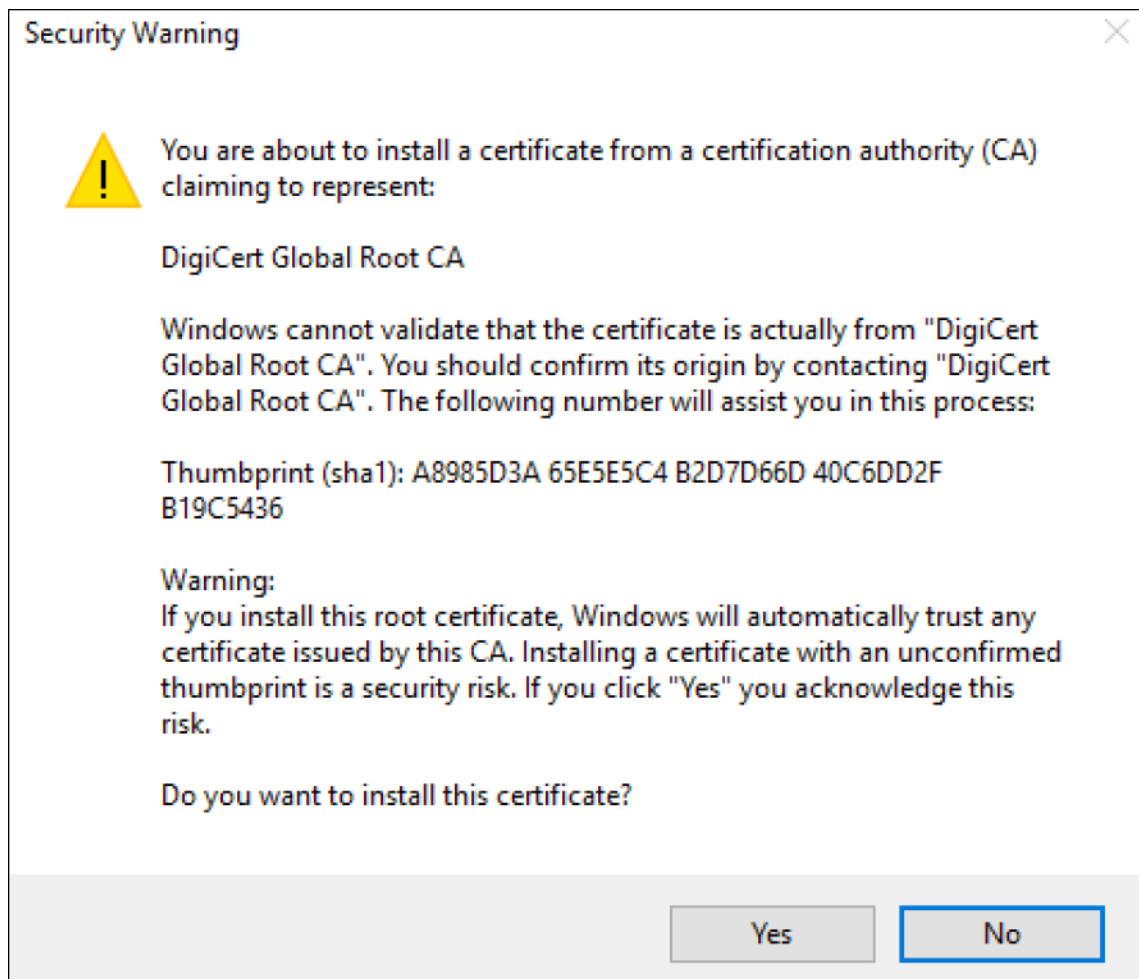 Security Warning
You are about to install a certificate from a certification authority (CA)
claiming to represent:
DigiCert Global Root CA
Windows cannot validate that the certificate is actually from "DigiCert
Global Root CA". You should confirm its origin by contacting "DigiCert
Global Root CA". The following number will assist you in this process:
Thumbprint (sha1): A8985D3A 65E5E5C4 B2D7D66D 40C6DD2F
B19C5436
Warning:
If you install this root certificate, Windows will automatically trust any
certificate issued by this CA. Installing a certificate with an unconfirmed
thumbprint is a security risk. If you click "Yes" you acknowledge this
risk.
Do you want to install this certificate?
Yes
No